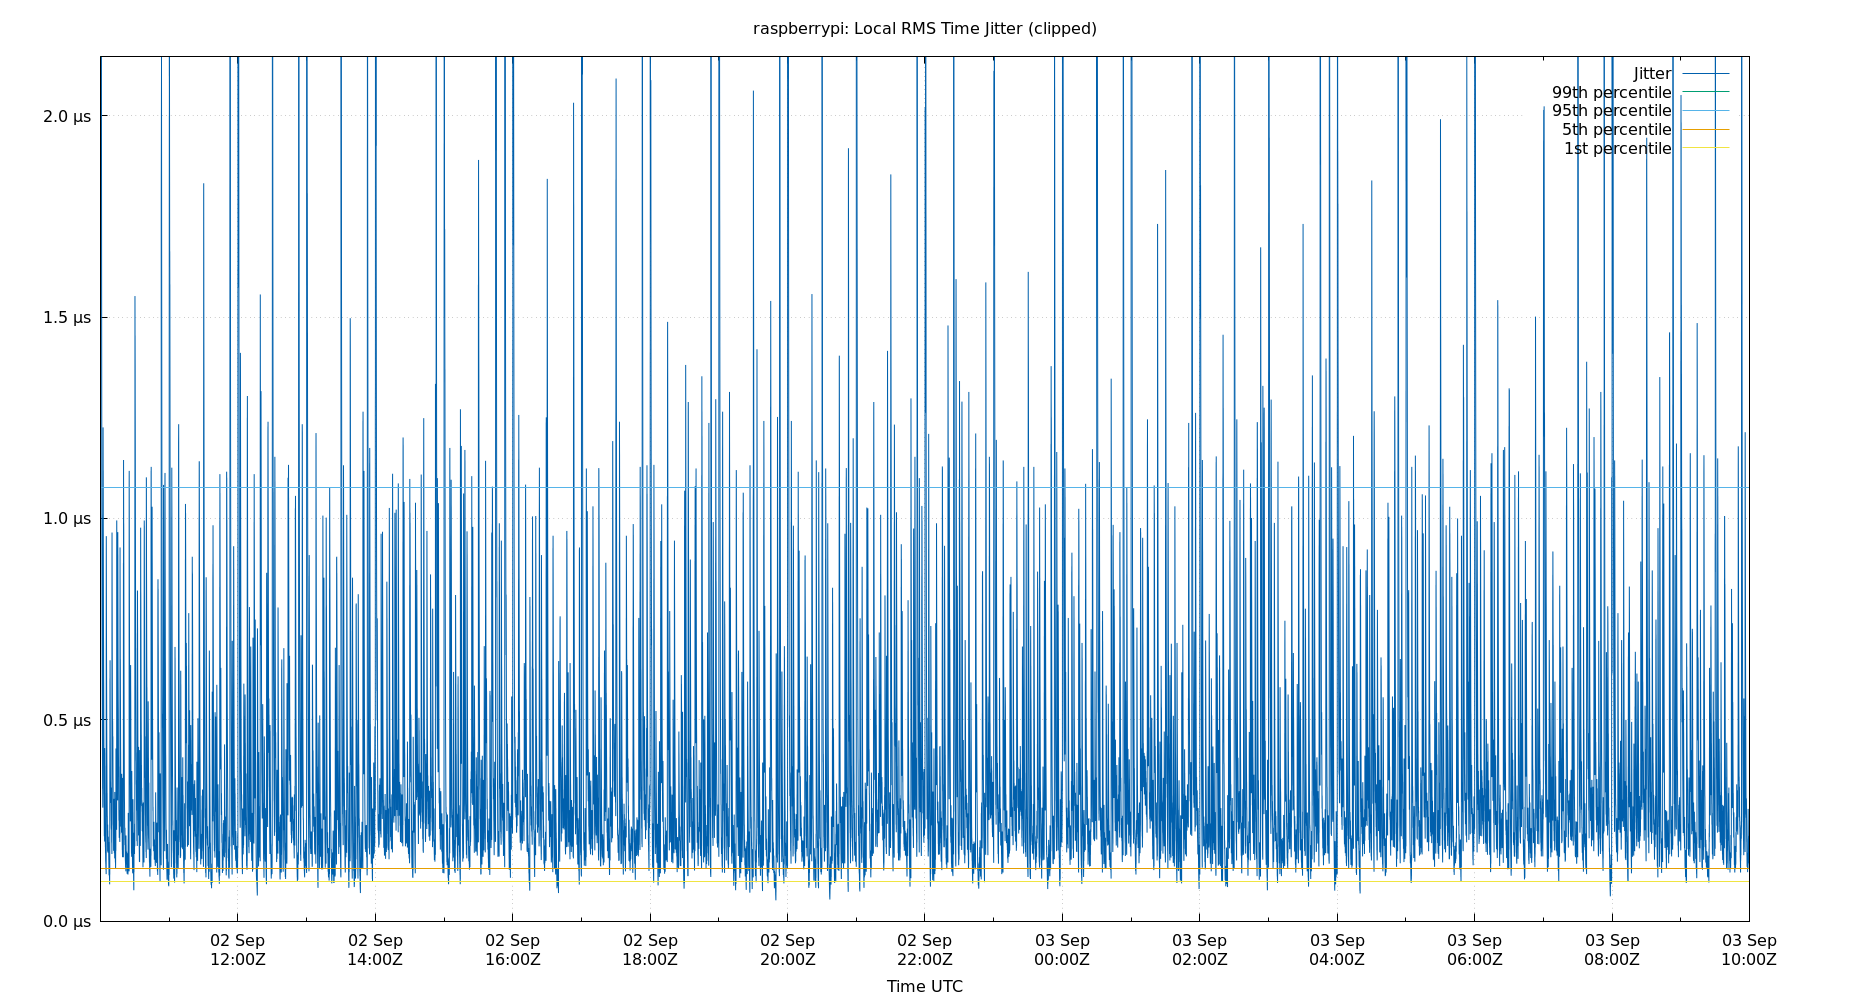 raspberrypi: Local RMS Time Jitter (clipped)
Jitter
99th percentile
95th percentile
5th percentile
1st percentile
2.0 µs
1.5 µs
1.0 µs
0.5 µs
0.0 µs
02 Sep 02 Sep 02 Sep 02 Sep 02 Sep 02 Sep 03 Sep 03 Sep 03 Sep 03 Sep 03 Sep 03 Sep
12:00Z 14:00Z 16:00Z 18:00Z 20:00Z 22:00Z 00:00Z 02:00Z 04:00Z 06:00Z 08:00Z 10:00Z
Time UTC